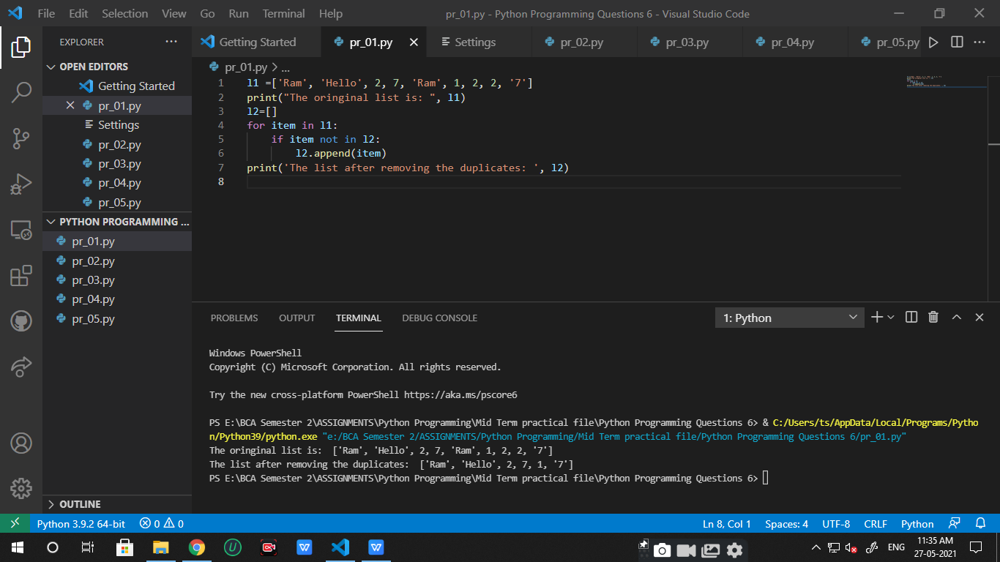 File Edit Selection View Go Run Terminal Help pr_01.py - Python Programming Questions 6 - Visual Studio Code
EXPLORER
Getting Started pr_01.py Settings pr_02.py pr_03.py pr_04.py pr_05.py
OPEN EDITORS
Getting Started
pr_01.py
Settings
pr_02.py
pr_03.py
pr_04.py
pr_05.py
PYTHON PROGRAMMING ...
pr_01.py
pr_02.py
pr_03.py
pr_04.py
pr_05.py
OUTLINE
pr_01.py > ...
1 l1 =['Ram', 'Hello', 2, 7, 'Ram', 1, 2, 2, '7']
2 print("The oringinal list is: ", l1)
3 l2=[]
4 for item in l1:
5     if item not in l2:
6         l2.append(item)
7 print('The list after removing the duplicates: ', l2)
8
PROBLEMS OUTPUT TERMINAL DEBUG CONSOLE 1: Python
Windows PowerShell
Copyright (C) Microsoft Corporation. All rights reserved.
Try the new cross-platform PowerShell https://aka.ms/pscore6
PS E:\BCA Semester 2\ASSIGNMENTS\Python Programming\Mid Term practical file\Python Programming Questions 6> & C:/Users/ts/AppData/Local/Programs/Pytho
n/Python39/python.exe "e:/BCA Semester 2/ASSIGNMENTS/Python Programming/Mid Term practical file/Python Programming Questions 6/pr_01.py"
The oringinal list is:  ['Ram', 'Hello', 2, 7, 'Ram', 1, 2, 2, '7']
The list after removing the duplicates:  ['Ram', 'Hello', 2, 7, 1, '7']
PS E:\BCA Semester 2\ASSIGNMENTS\Python Programming\Mid Term practical file\Python Programming Questions 6>
Python 3.9.2 64-bit 0 0 Ln 8, Col 1 Spaces: 4 UTF-8 CRLF Python
ENG
11:35 AM
27-05-2021